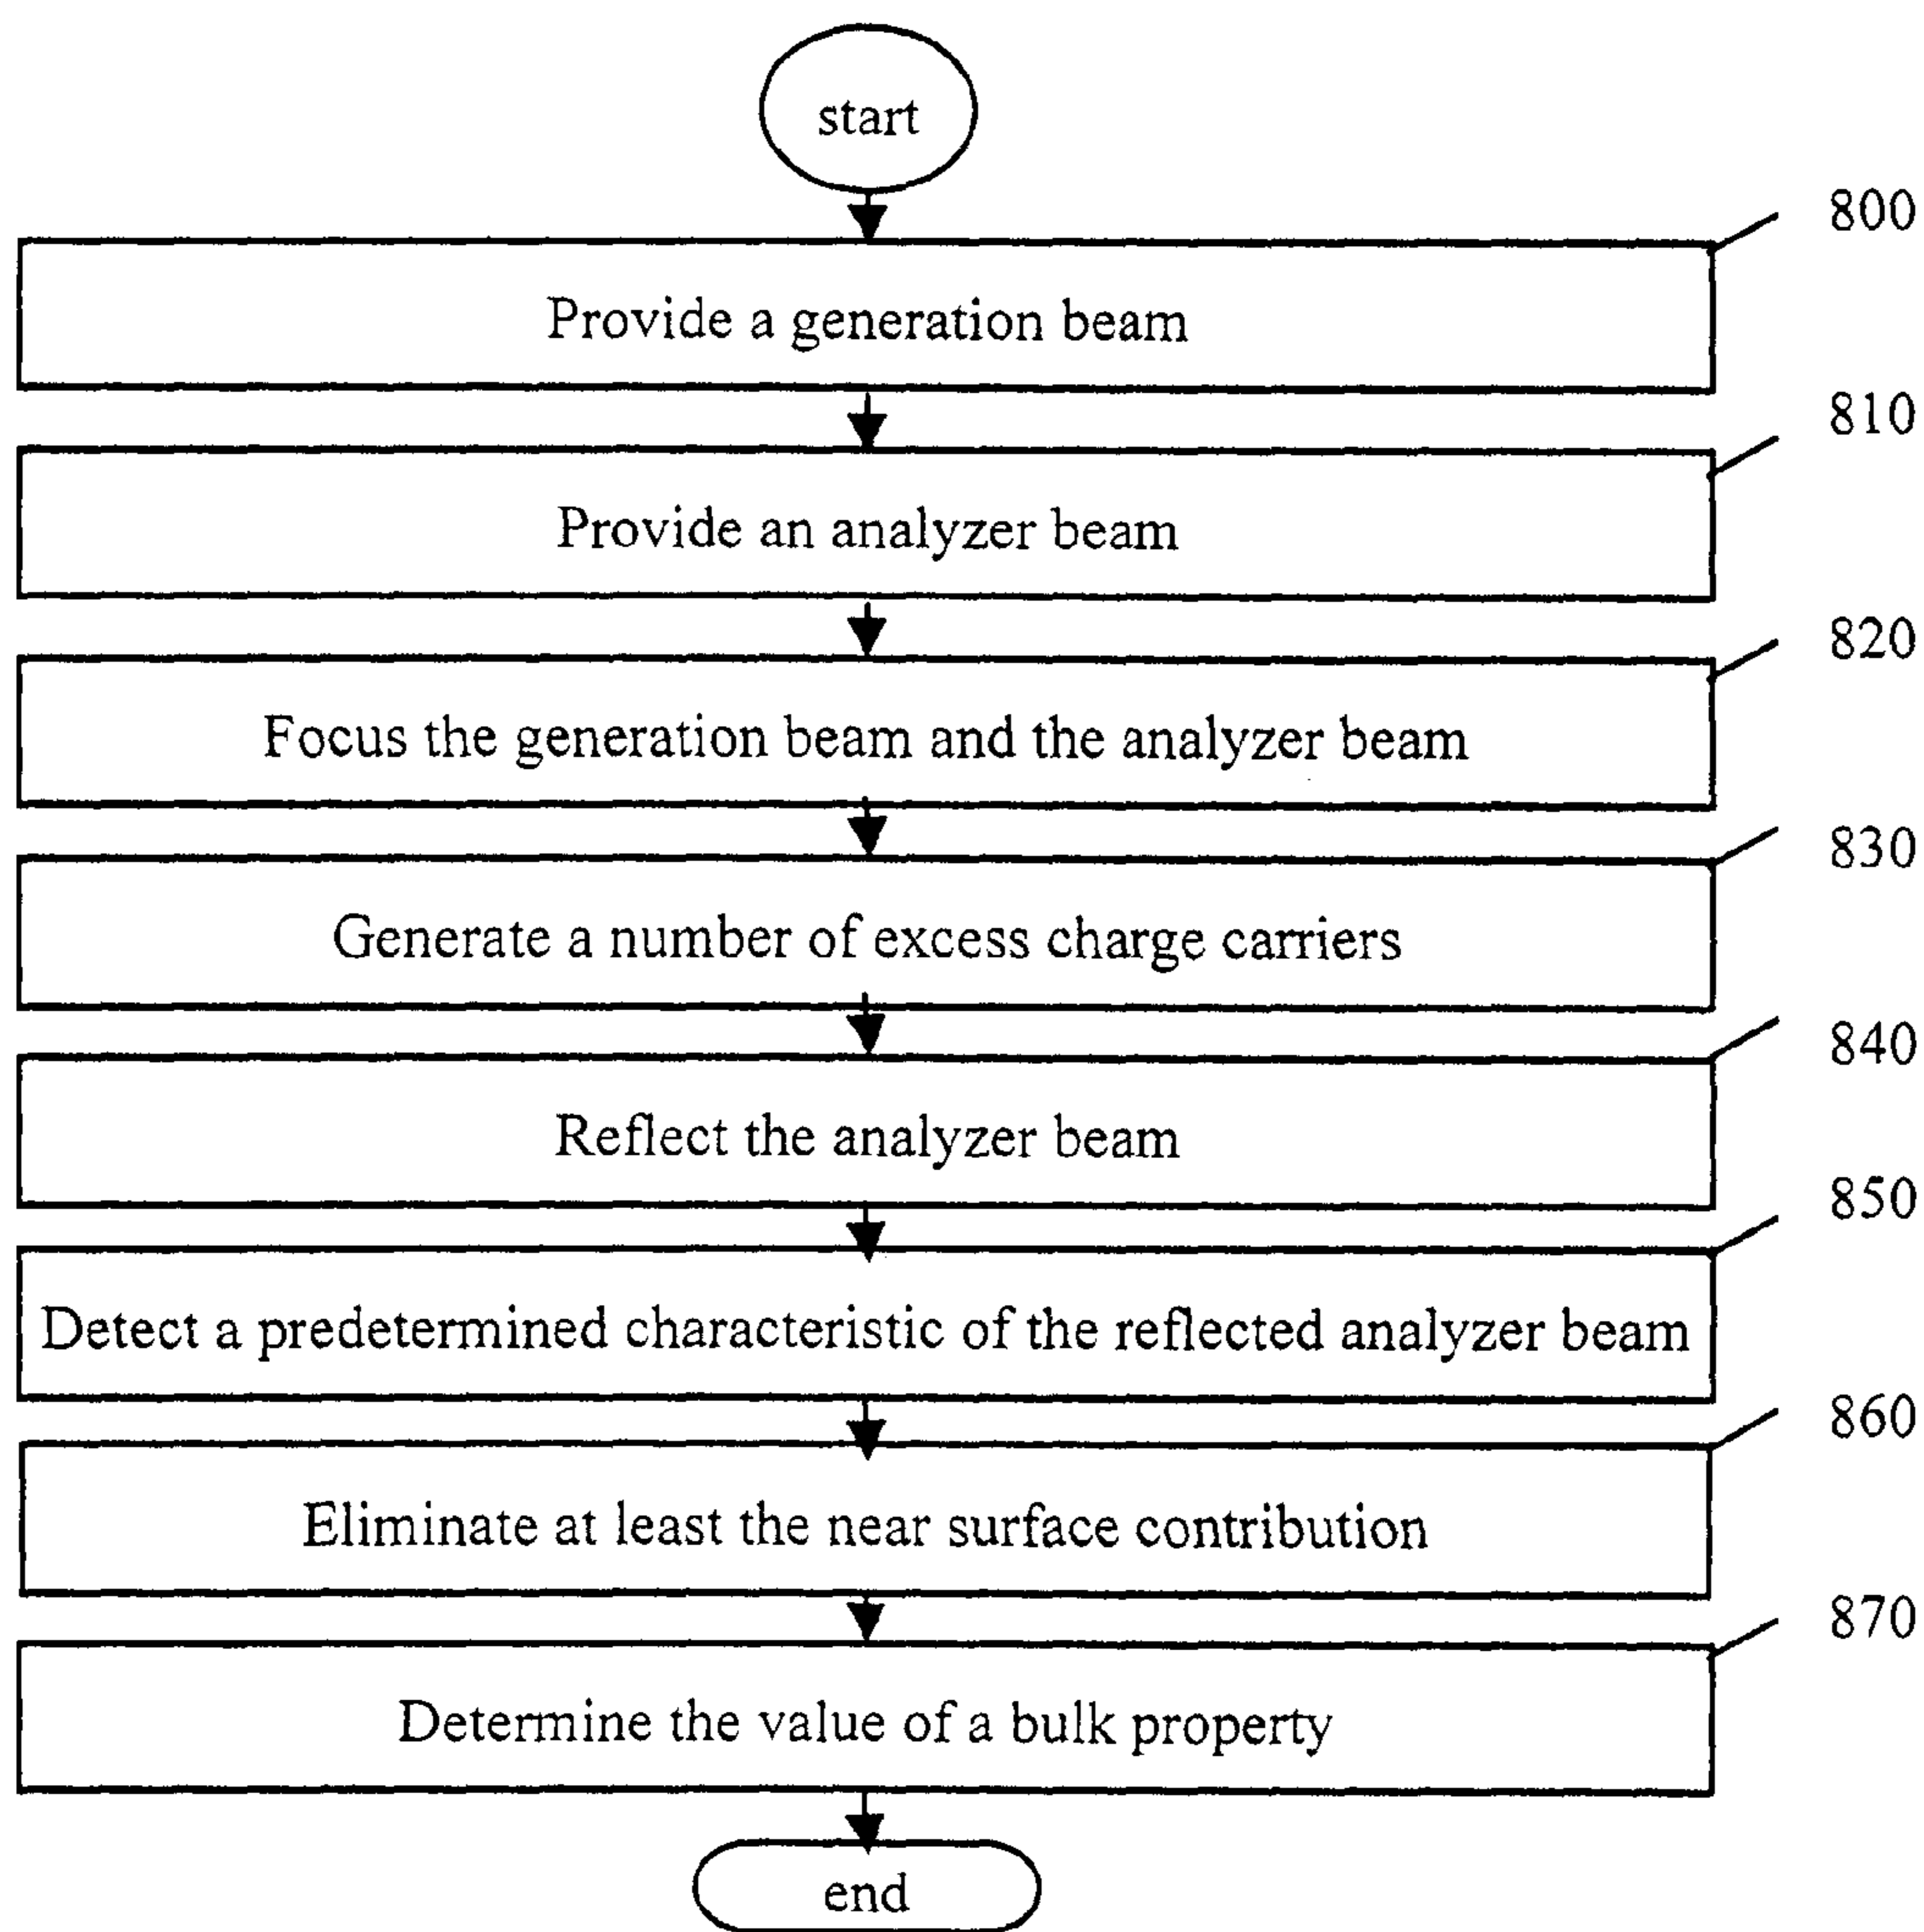 start
800
Provide a generation beam
810
Provide an analyzer beam
820
Focus the generation beam and the analyzer beam
830
Generate a number of excess charge carriers
840
Reflect the analyzer beam
850
Detect a predetermined characteristic of the reflected analyzer beam
860
Eliminate at least the near surface contribution
870
Determine the value of a bulk property
end